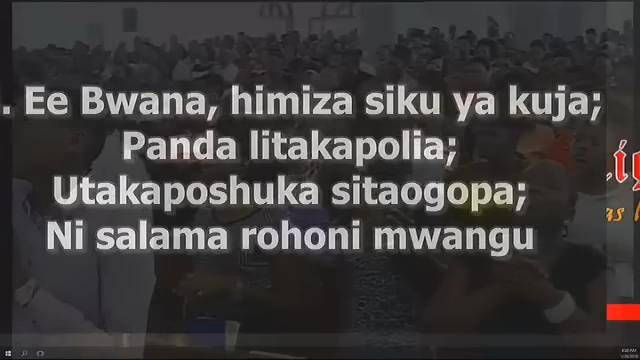 . Ee Bwana, himiza siku ya kuja;
Panda litakapolia;
Utakaposhuka sitaogopa;
Ni salama rohoni mwangu